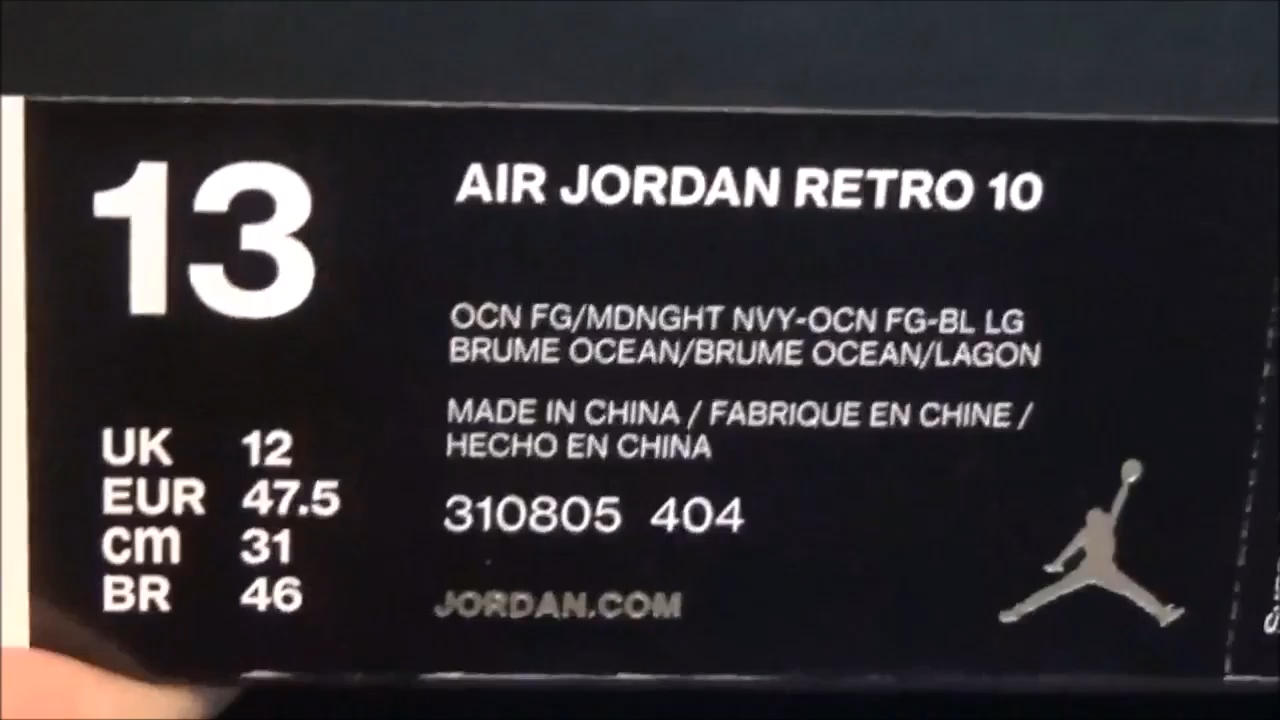 13
AIR JORDAN RETRO 10
OCN FG/MDNGHT NVY-OCN FG-BL LG
BRUME OCEAN/BRUME OCEAN/LAGON
MADE IN CHINA / FABRIQUE EN CHINE /
HECHO EN CHINA
310805 404
JORDAN.COM
UK 12
EUR 47.5
cm 31
BR 46